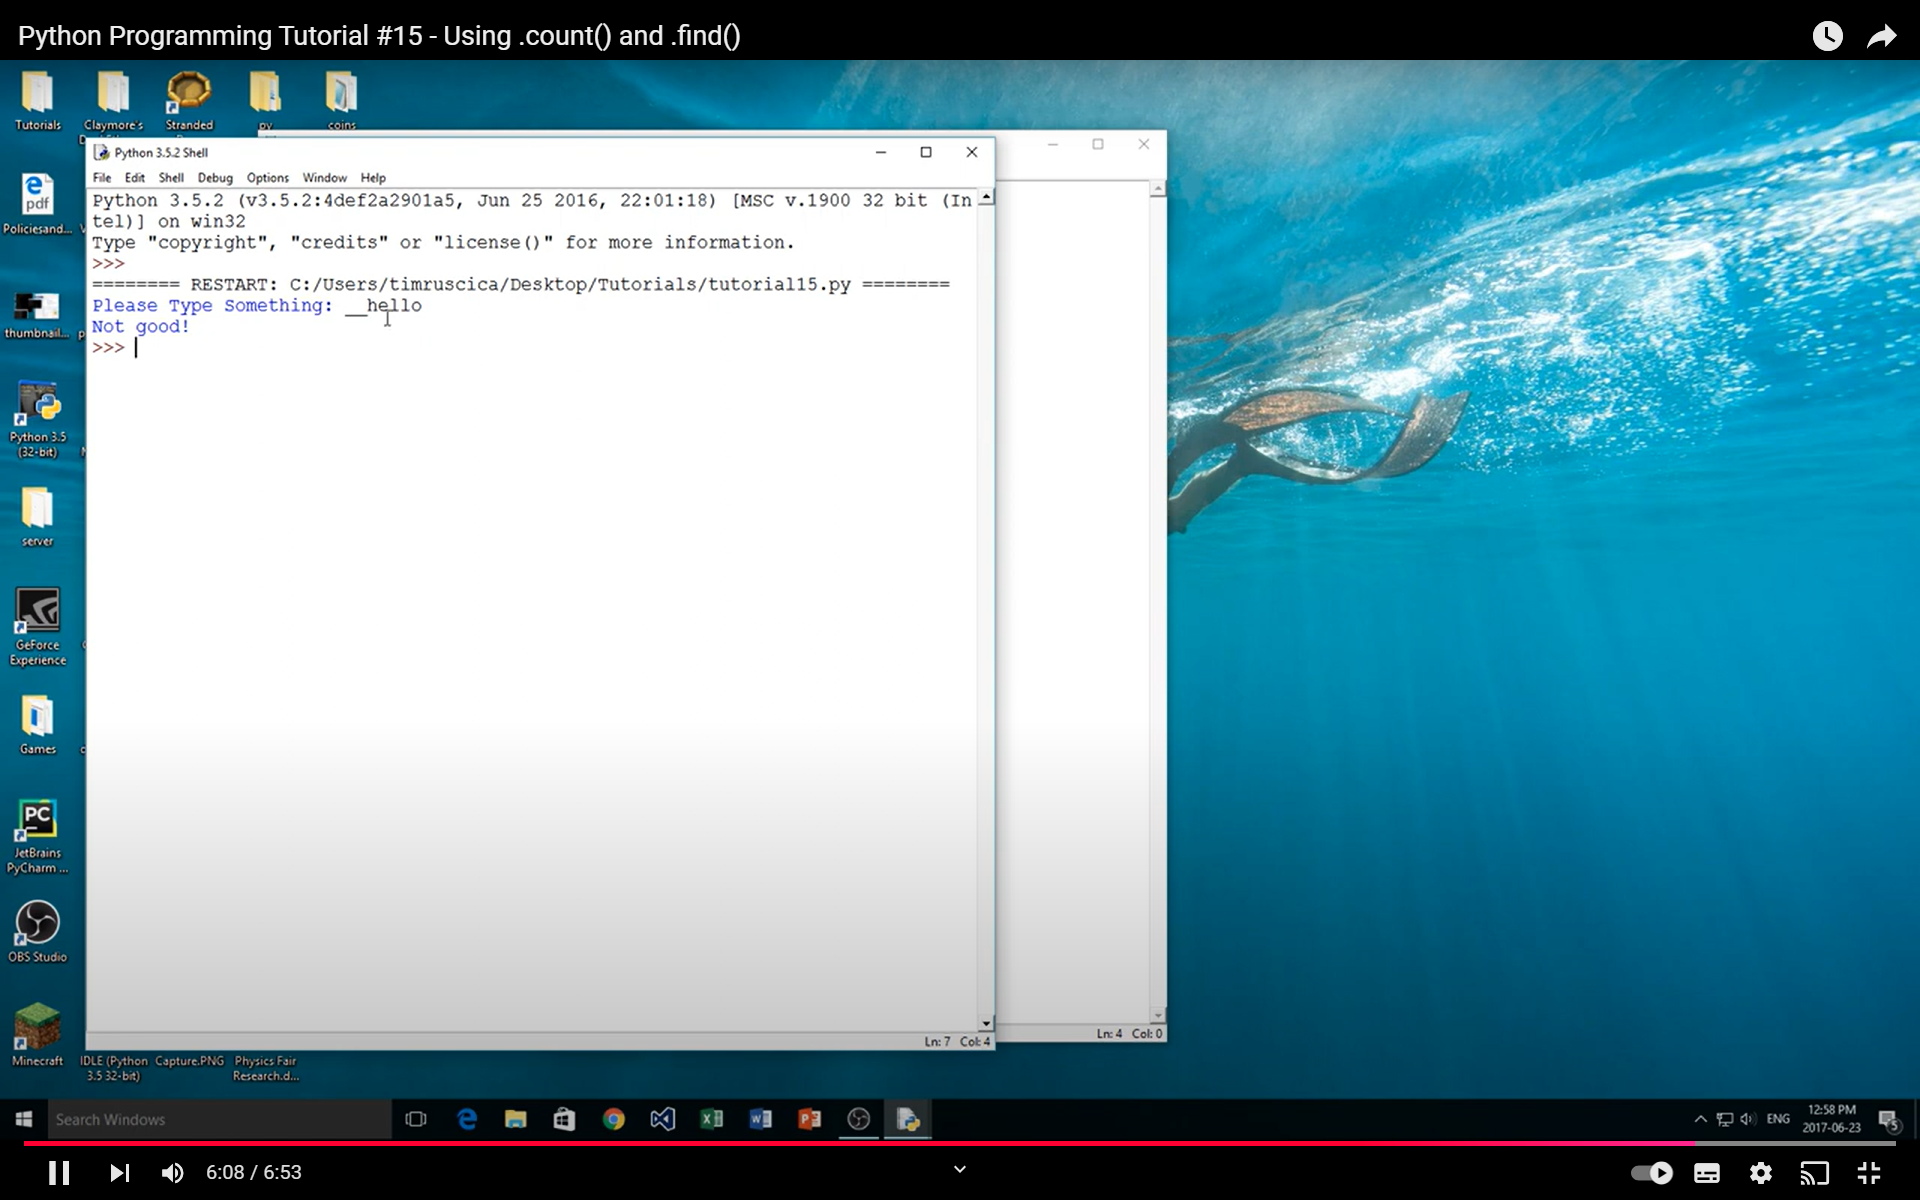 Python Programming Tutorial #15 - Using .count() and .find()
Tutorials
Claymore's
Stranded
py
coins
Python 3.5.2 Shell
File Edit Shell Debug Options Window Help
Python 3.5.2 (v3.5.2:4def2a2901a5, Jun 25 2016, 22:01:18) [MSC v.1900 32 bit (In
tel)] on win32
Type "copyright", "credits" or "license()" for more information.
>>>
======== RESTART: C:/Users/timruscica/Desktop/Tutorials/tutorial15.py ========
Please Type Something: __hello
Not good!
>>>
pdf
Policiesand...
thumbnail...
Python 3.5
(32-bit)
server
GeForce
Experience
Games
PC
JetBrains
PyCharm ...
OBS Studio
Minecraft
IDLE (Python
3.5 32-bit)
Capture.PNG
Physics Fair
Research.d...
Ln: 7 Col: 4
Ln: 4 Col: 0
Search Windows
ENG
12:58 PM
2017-06-23
5
6:08 / 6:53